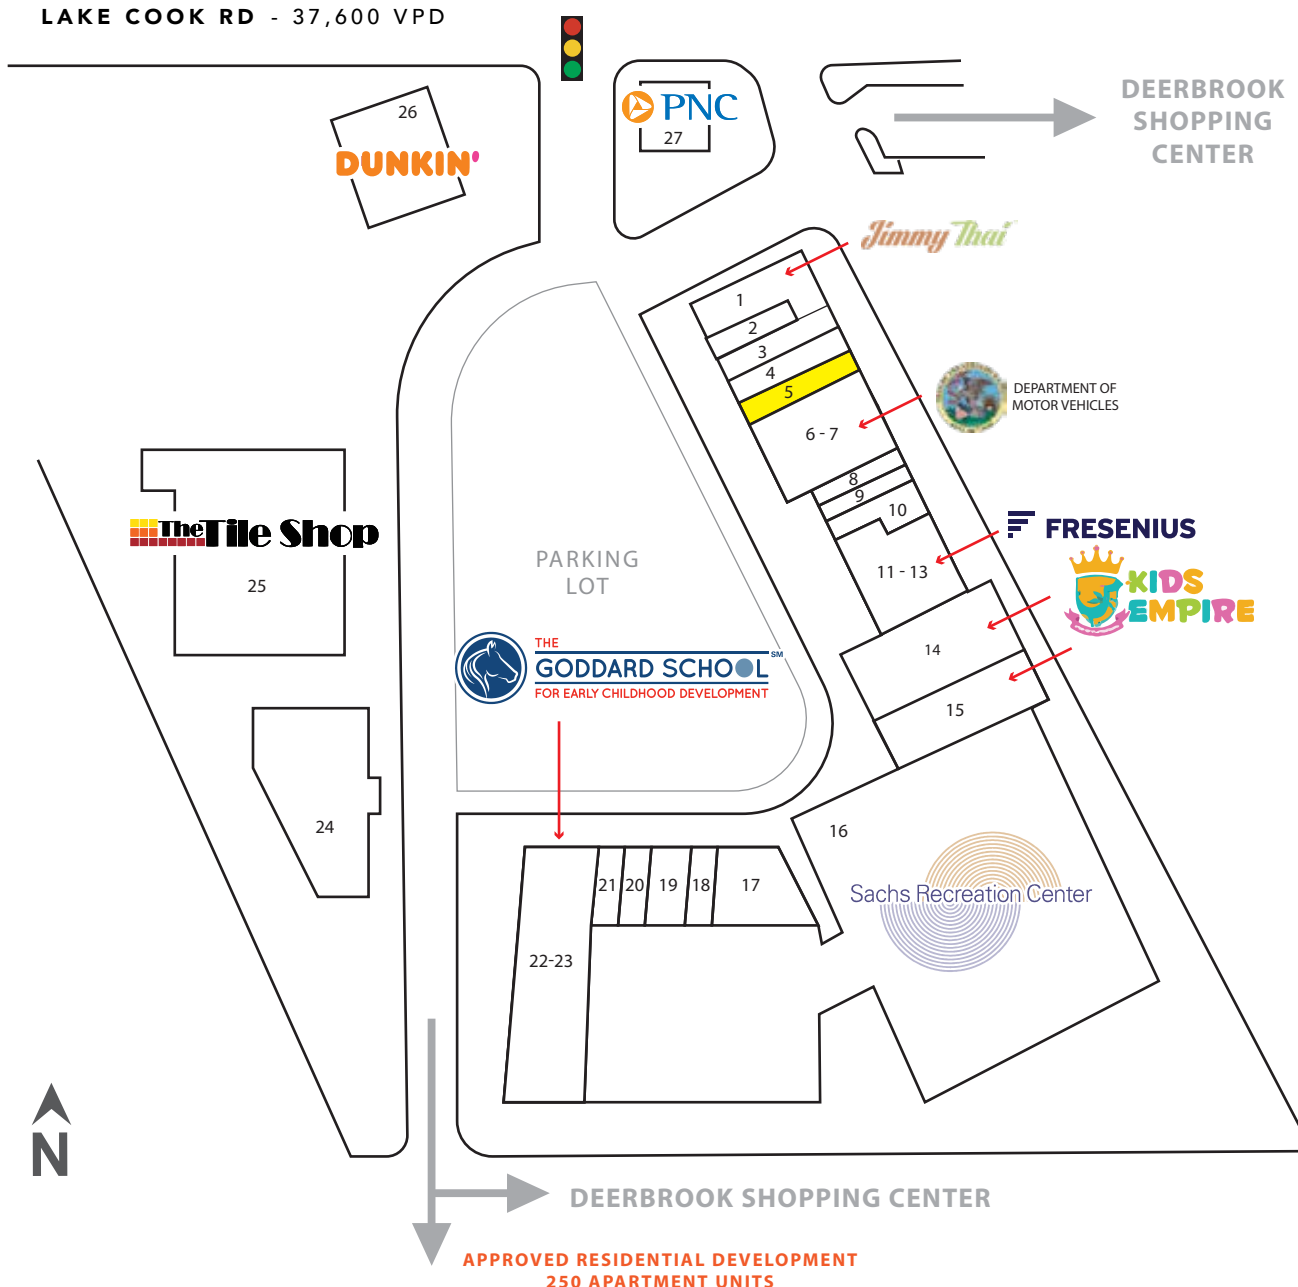 LAKE COOK RD - 37,600 VPD
26
DUNKIN'
PNC
27
DEERBROOK
SHOPPING
CENTER
Jimmy Thai
1
2
3
4
5
6 - 7
DEPARTMENT OF
MOTOR VEHICLES
8
9
10
11 - 13
FRESENIUS
KIDS
EMPIRE
The Tile Shop
25
PARKING
LOT
THE
GODDARD SCHOOL SM
FOR EARLY CHILDHOOD DEVELOPMENT
14
15
16
Sachs Recreation Center
24
21 20 19 18 17
22-23
N
DEERBROOK SHOPPING CENTER
APPROVED RESIDENTIAL DEVELOPMENT
250 APARTMENT UNITS